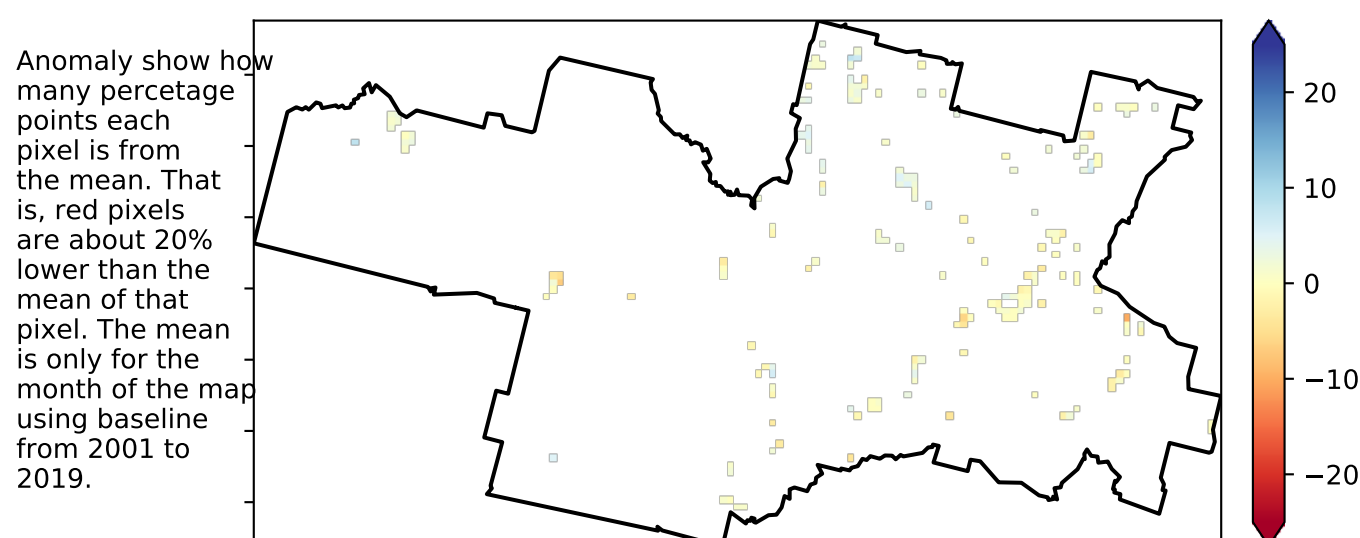 Anomaly show how
many percetage
points each
pixel is from
the mean. That
is, red pixels
are about 20%
lower than the
mean of that
pixel. The mean
is only for the
month of the map
using baseline
from 2001 to
2019.
20
10
0
−10
−20